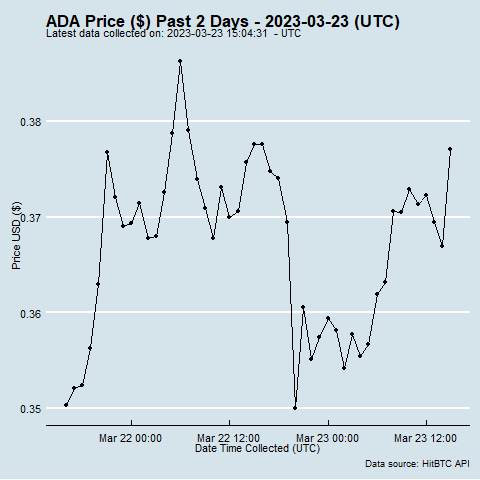 ADA Price ($) Past 2 Days - 2023-03-23 (UTC)
Latest data collected on: 2023-03-23 15:04:31  - UTC
0.38
0.37
0.36
0.35
Price USD ($)
Mar 22 00:00
Mar 22 12:00
Mar 23 00:00
Mar 23 12:00
Date Time Collected (UTC)
Data source: HitBTC API